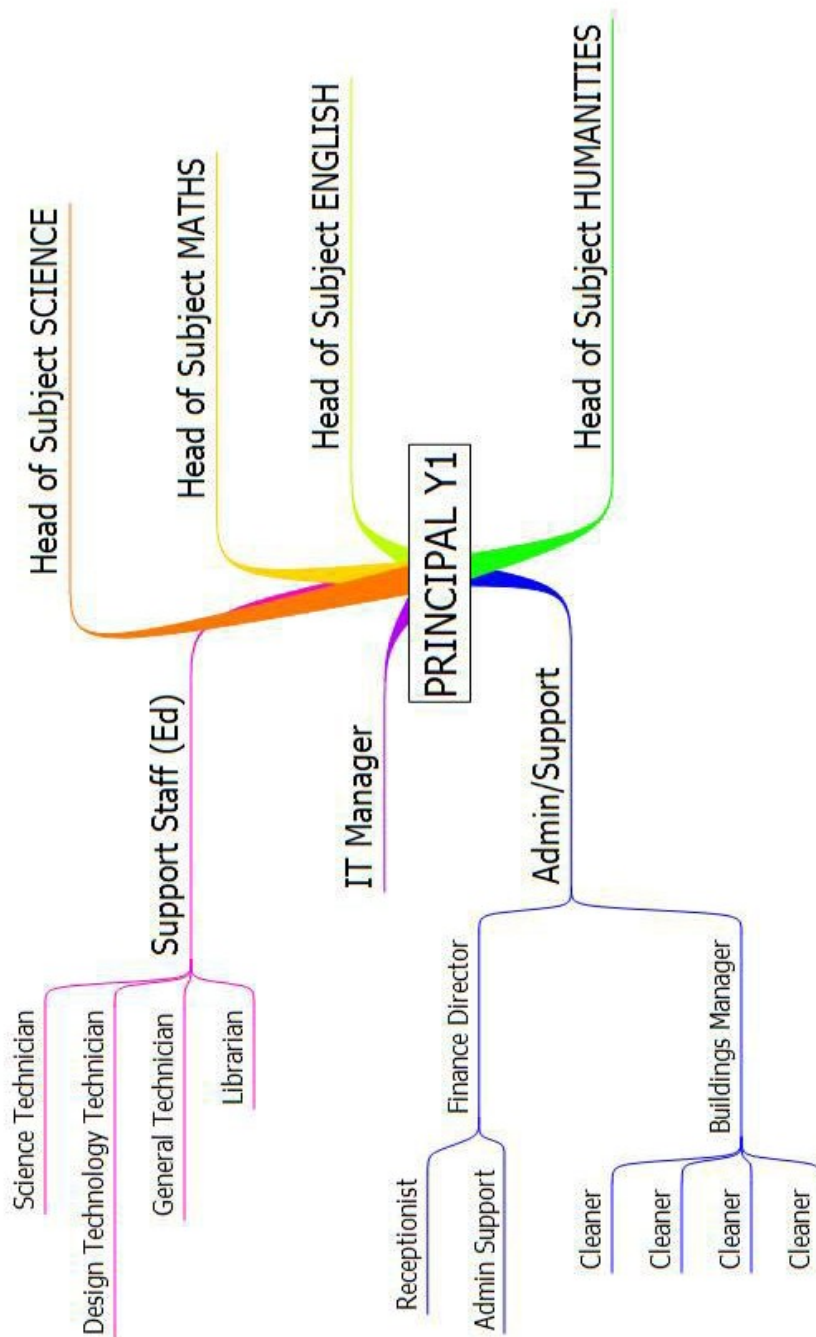 PRINCIPAL Y1
Head of Subject SCIENCE
Head of Subject MATHS
Head of Subject ENGLISH
Head of Subject HUMANITIES
Support Staff (Ed)
Science Technician
Design Technology Technician
General Technician
Librarian
IT Manager
Admin/Support
Finance Director
Receptionist
Admin Support
Buildings Manager
Cleaner
Cleaner
Cleaner
Cleaner